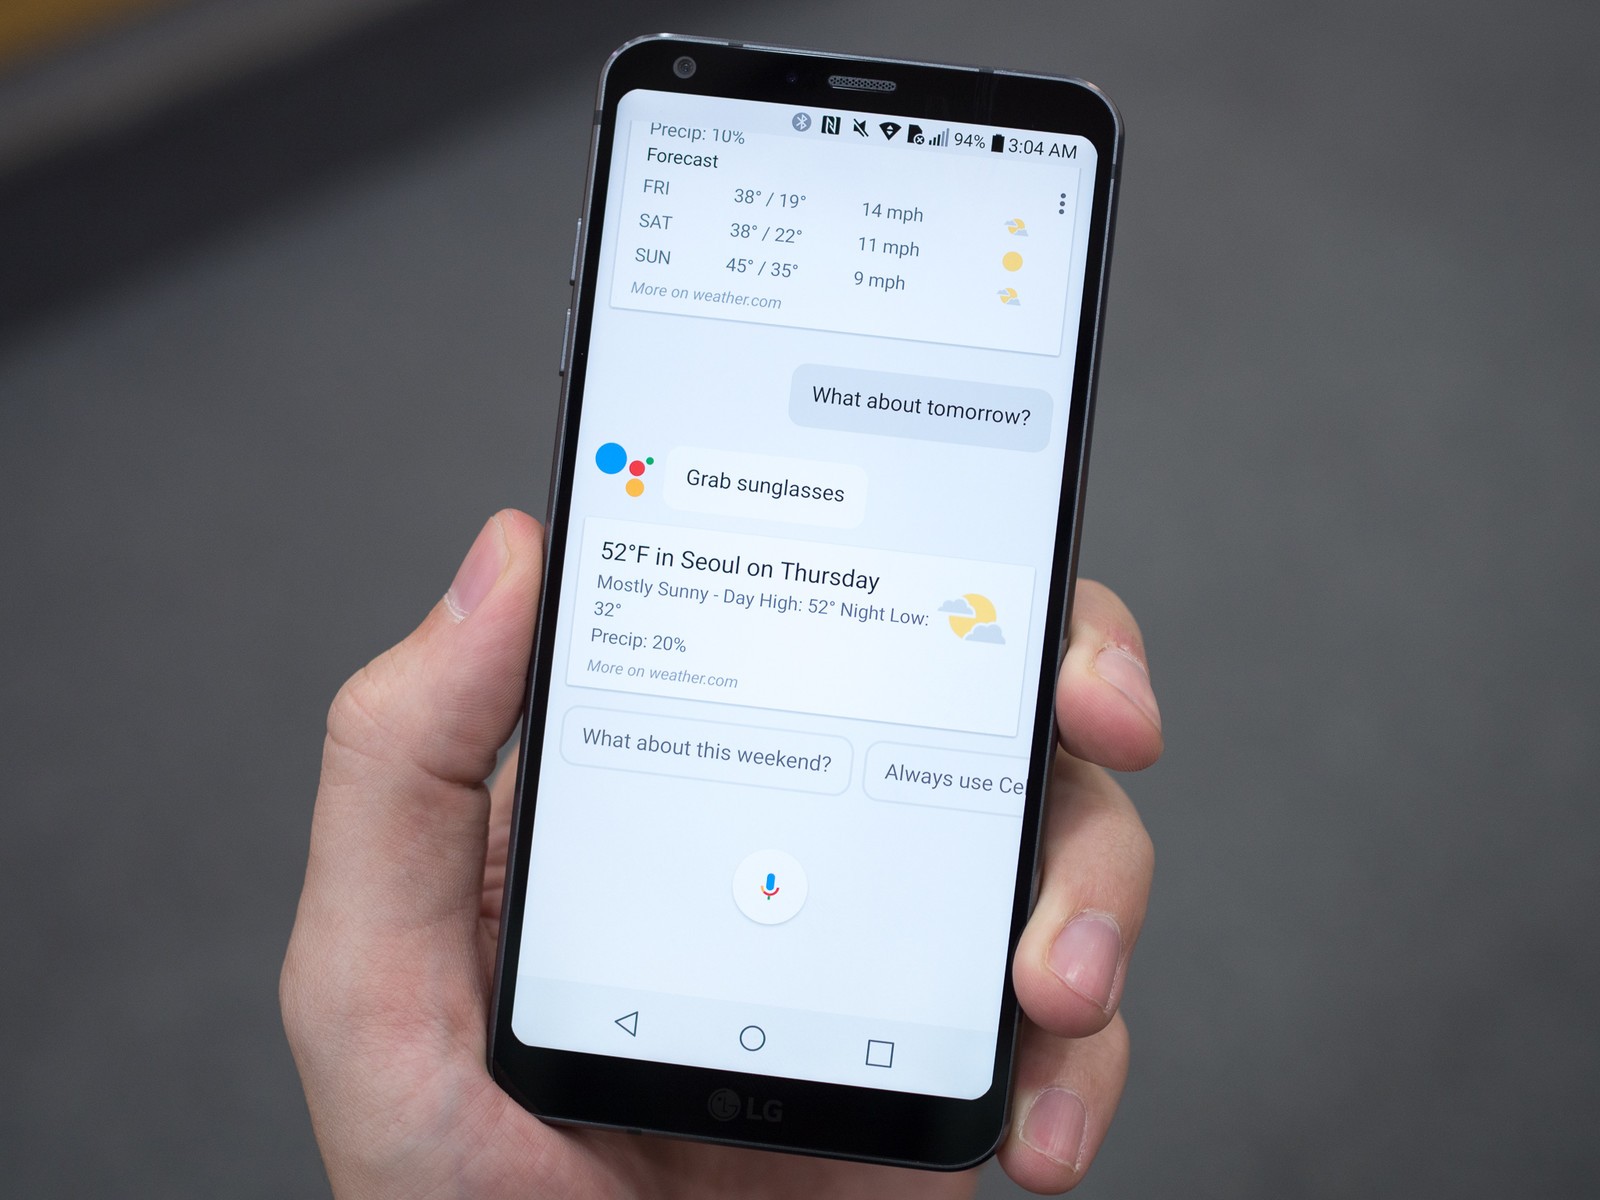 94% 3:04 AM
Precip: 10%
Forecast
FRI 38° / 19° 14 mph
SAT 38° / 22° 11 mph
SUN 45° / 35° 9 mph
More on weather.com
What about tomorrow?
Grab sunglasses
52°F in Seoul on Thursday
Mostly Sunny - Day High: 52° Night Low:
32°
Precip: 20%
More on weather.com
What about this weekend?
Always use Ce
LG